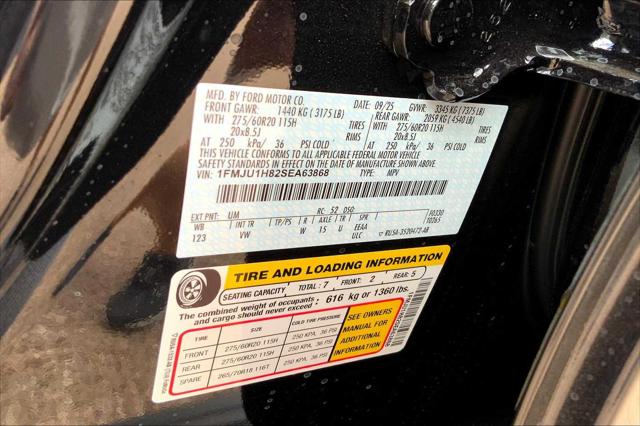 MFD. BY FORD MOTOR CO.
DATE: 09/25 GVWR: 3345 KG (7375 LB)
FRONT GAWR: 1440 KG (3175 LB) REAR GAWR: 2059 KG (4540 LB)
WITH 275/60R20 115H TIRES WITH 275/60R20 115H TIRES
20x8.5J RIMS 20x8.5J RIMS
AT 250 kPa/ 36 PSI COLD AT 250 kPa/ 36 PSI COLD
THIS VEHICLE CONFORMS TO ALL APPLICABLE FEDERAL MOTOR VEHICLE
SAFETY STANDARDS IN EFFECT ON THE DATE OF MANUFACTURE SHOWN ABOVE.
VIN: 1FMJU1H82SEA63868 TYPE: MPV
EXT PNT: UM RC: 52 DSO: F0330
WB INT TR TP/PS R AXLE TR SPR T0265
123 VW W 15 U EEAA
ULC
TIRE AND LOADING INFORMATION
SEATING CAPACITY TOTAL: 7 FRONT: 2 REAR: 5
The combined weight of occupants and cargo should never exceed: 616 kg or 1360 lbs.
TIRE SIZE COLD TIRE PRESSURE
FRONT 275/60R20 115H 250 KPA, 36 PSI
REAR 275/60R20 115H 250 KPA, 36 PSI
SPARE 265/70R18 116T 250 KPA, 36 PSI
SEE OWNERS
MANUAL FOR
ADDITIONAL
INFORMATION